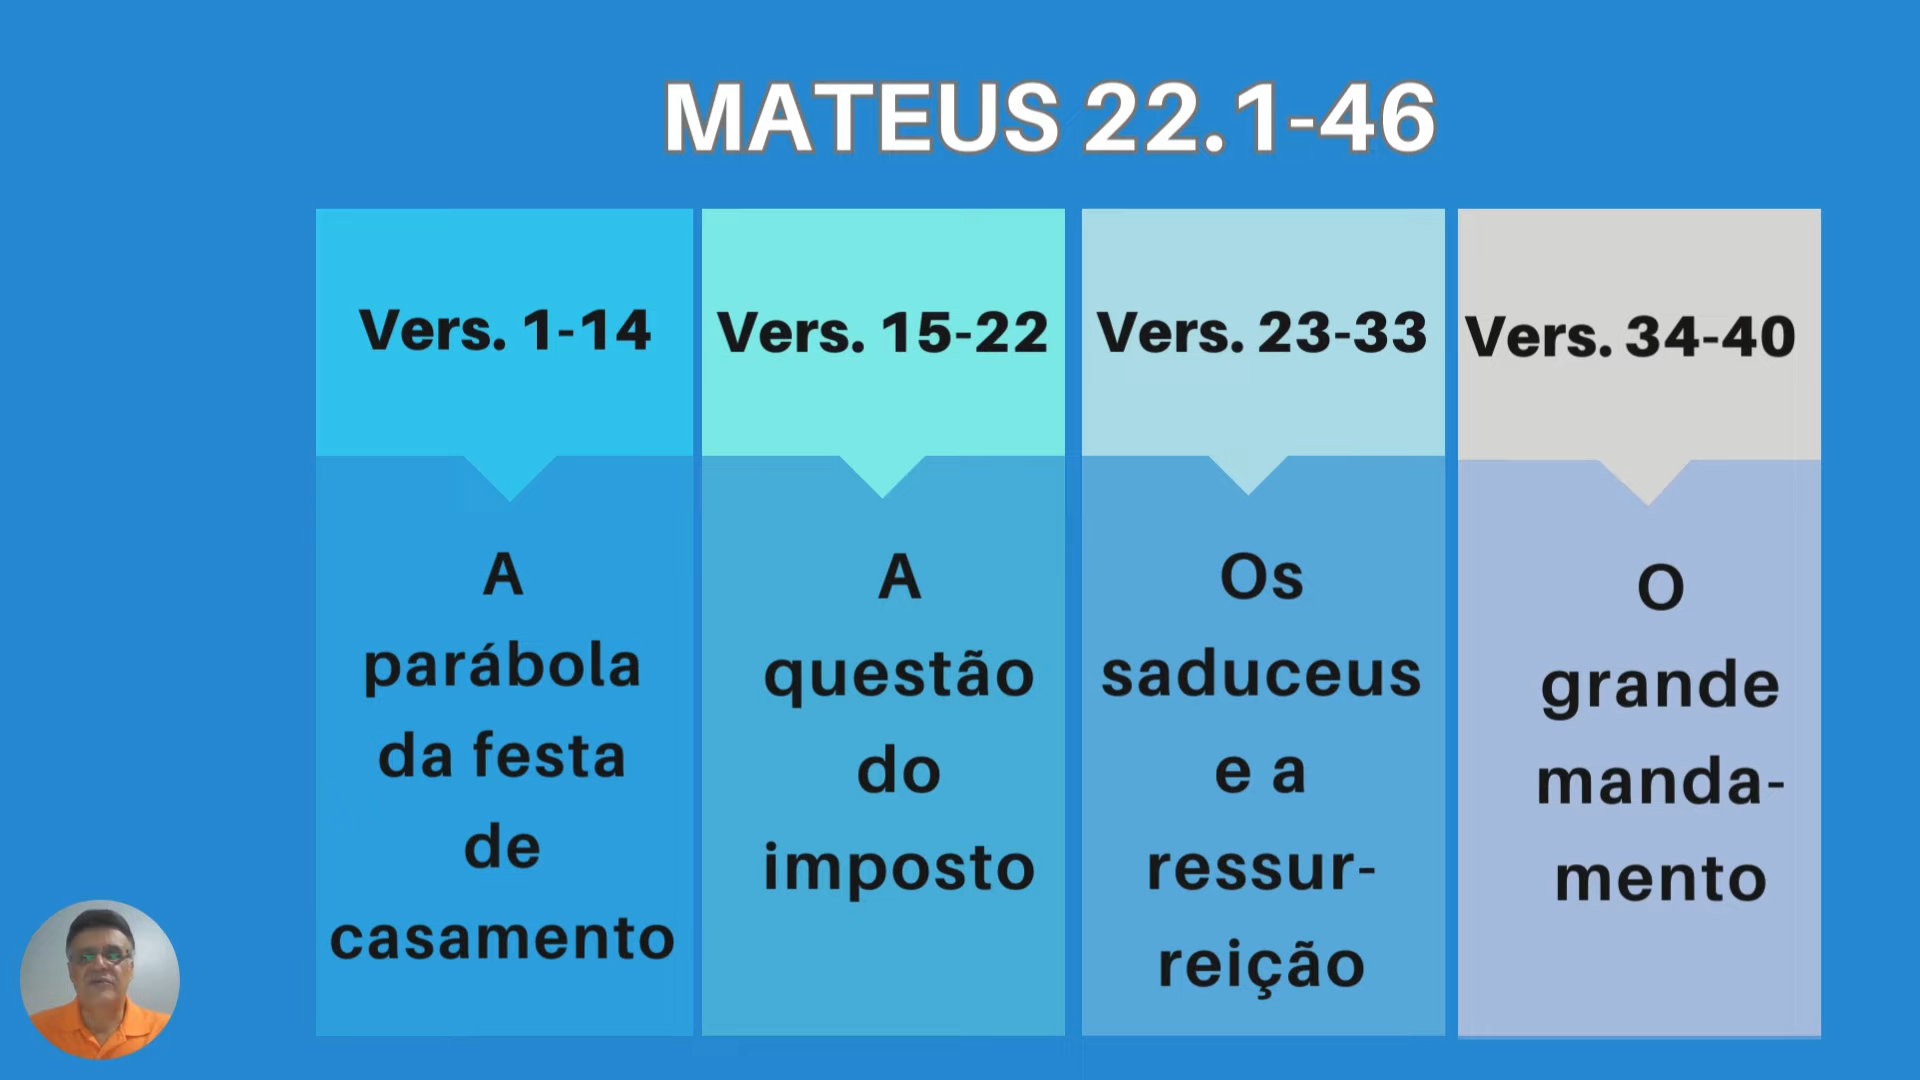 MATEUS 22.1-46
Vers. 1-14
A
parábola
da festa
de
casamento
Vers. 15-22
A
questão
do
imposto
Vers. 23-33
Os
saduceus
e a
ressur-
reição
Vers. 34-40
O
grande
manda-
mento